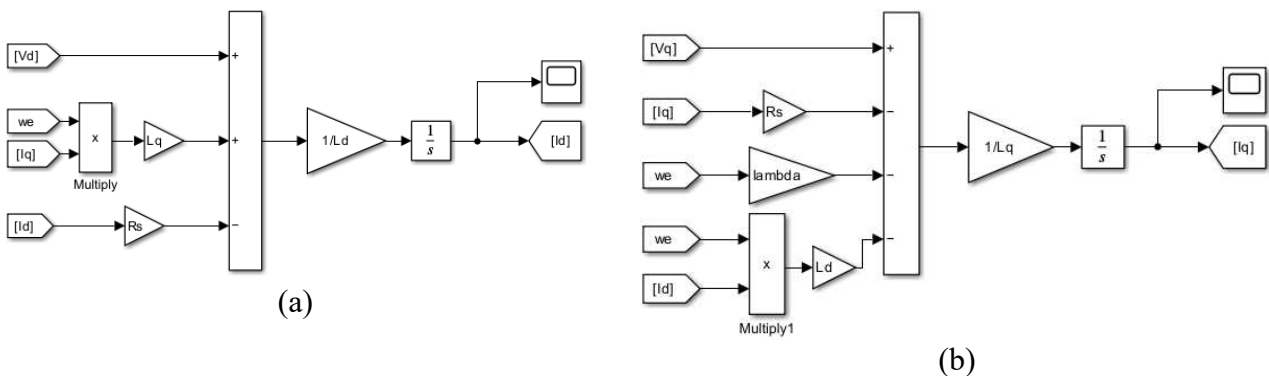 [Vd]
+
we
[Iq]
x
Multiply
Lq
+
[Id]
Rs
−
1/Ld
1
s
[Id]
(a)
[Vq]
+
[Iq]
Rs
−
we
lambda
−
we
[Id]
x
Multiply1
Ld
−
1/Lq
1
s
[Iq]
(b)